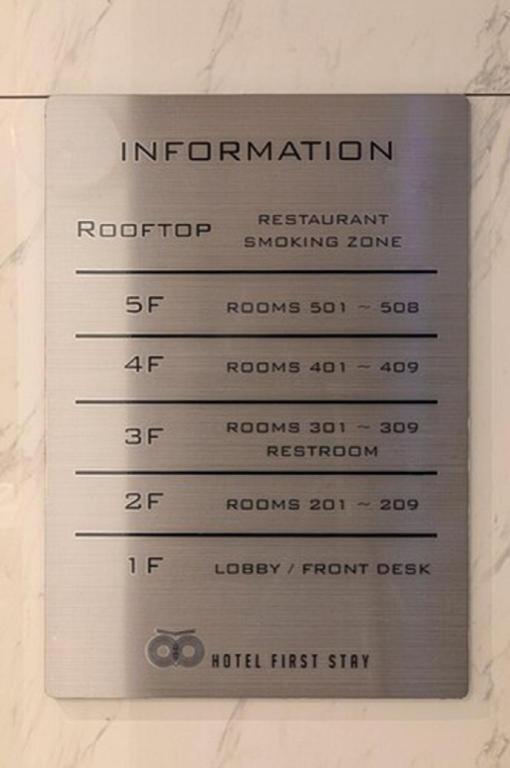 INFORMATION
ROOFTOP RESTAURANT
SMOKING ZONE
5F ROOMS 501 ~ 508
4F ROOMS 401 ~ 409
3F ROOMS 301 ~ 309
RESTROOM
2F ROOMS 201 ~ 209
1F LOBBY / FRONT DESK
HOTEL FIRST STAY